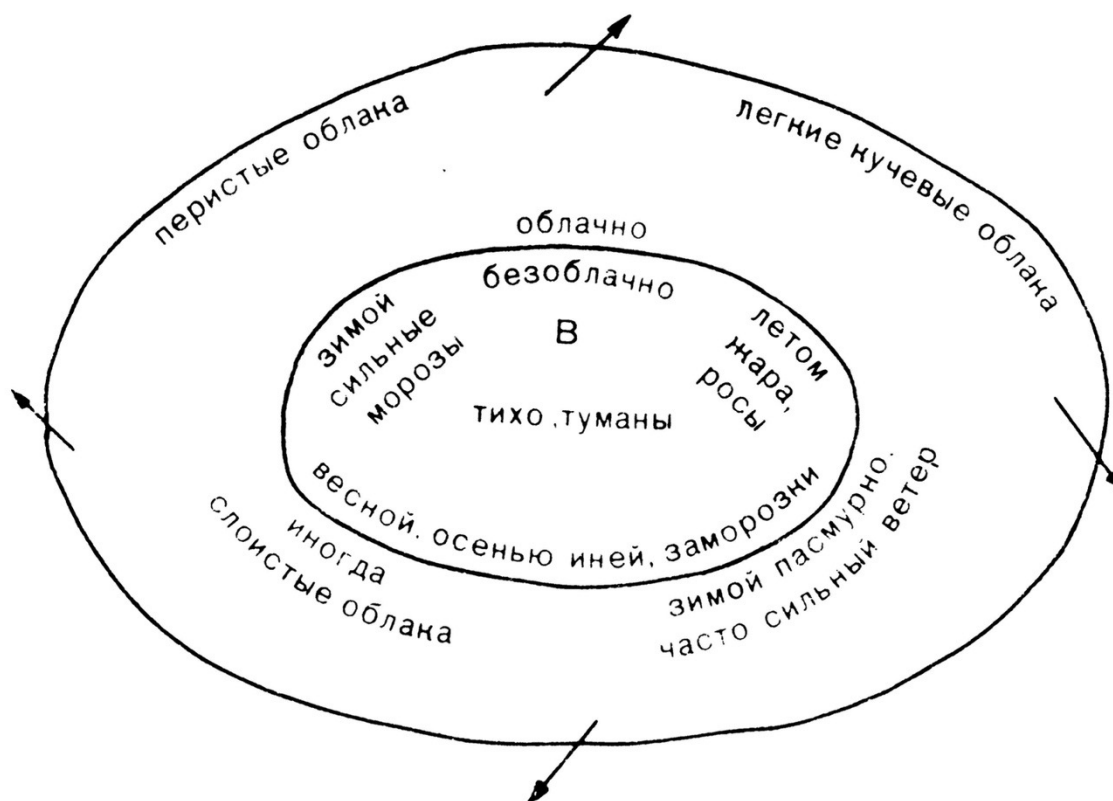 перистые облака
легкие кучевые облака
облачно
безоблачно
зимой
сильные
морозы
В
летом
жара,
росы
тихо, туманы
весной, осенью иней, заморозки
иногда
слоистые облака
зимой пасмурно.
часто сильный ветер